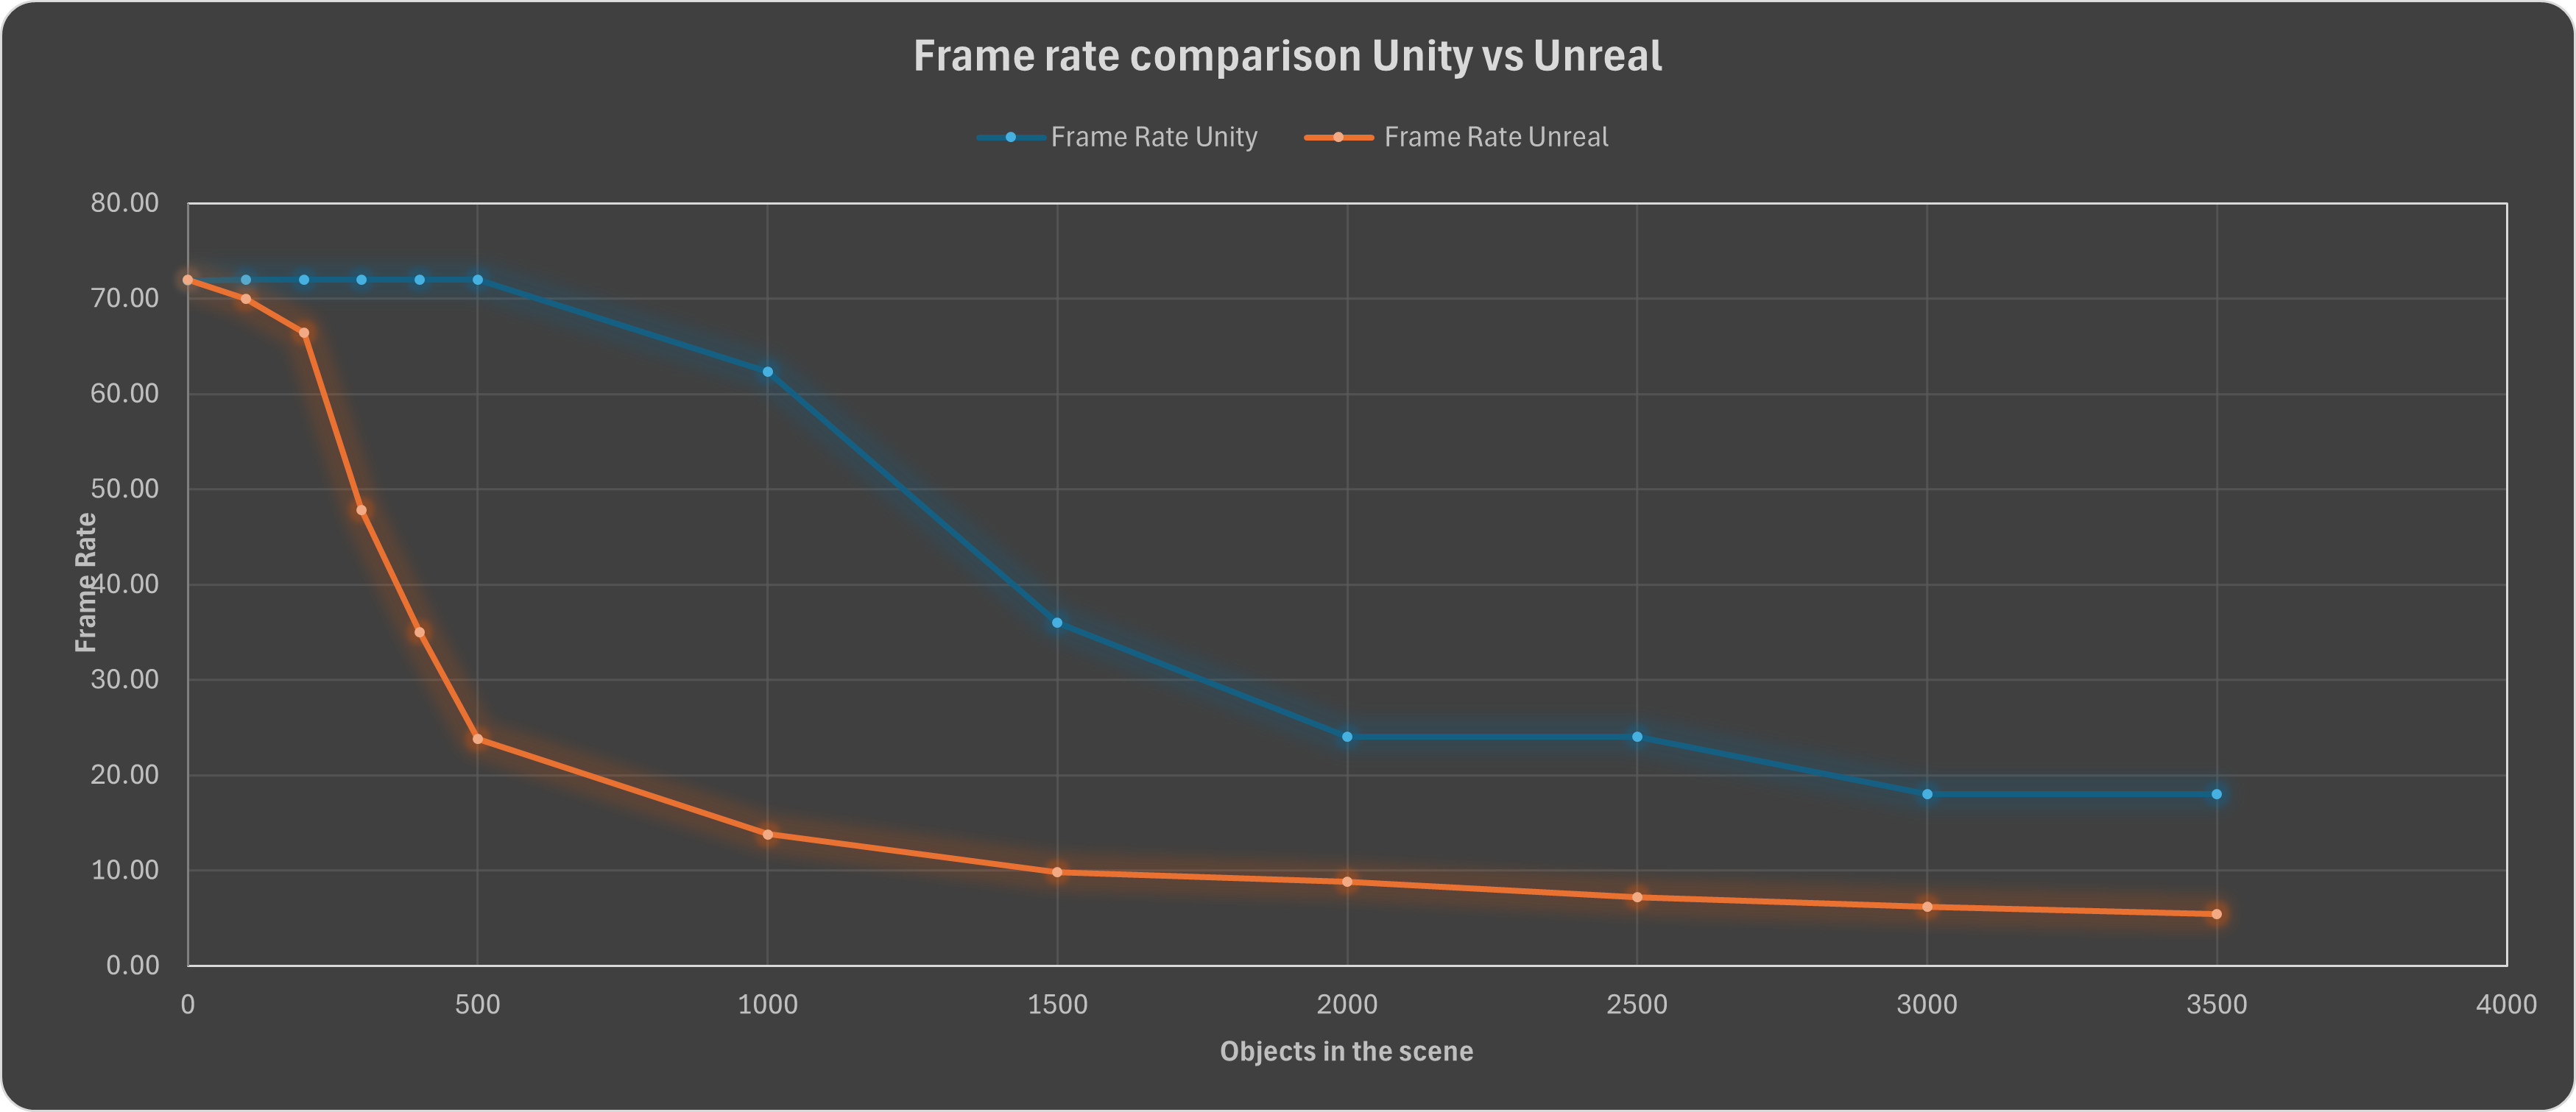 Frame rate comparison Unity vs Unreal
Frame Rate Unity
Frame Rate Unreal
80.00
70.00
60.00
50.00
40.00
30.00
20.00
10.00
0.00
Frame Rate
0 500 1000 1500 2000 2500 3000 3500 4000
Objects in the scene